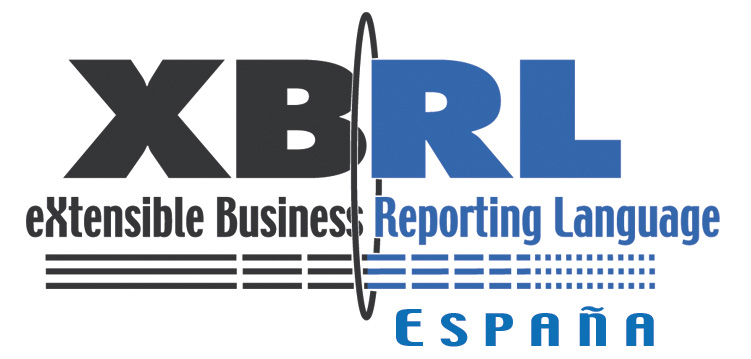 XBRL
eXtensible Business Reporting Language
ESPAÑA